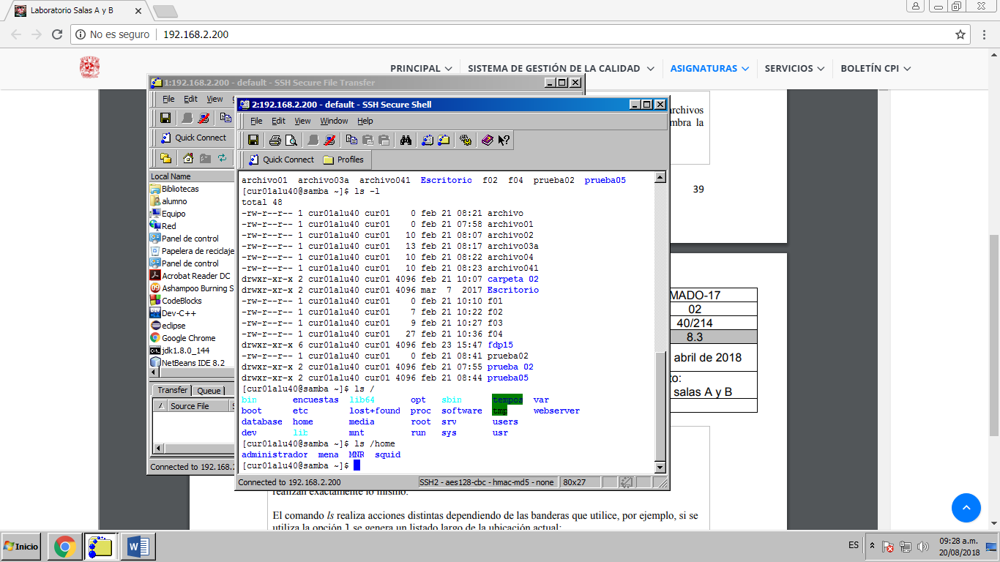 Laboratorio Salas A y B
No es seguro
192.168.2.200
PRINCIPAL
SISTEMA DE GESTIÓN DE LA CALIDAD
ASIGNATURAS
SERVICIOS
BOLETÍN CPI
1:192.168.2.200 - default - SSH Secure File Transfer
File Edit View
Quick Connect
Local Name
Bibliotecas
alumno
Equipo
Red
Panel de control
Papelera de reciclaje
Panel de control
Acrobat Reader DC
Ashampoo Burning S
CodeBlocks
Dev-C++
eclipse
Google Chrome
jdk1.8.0_144
NetBeans IDE 8.2
Transfer Queue
Source File
Connected to 192.168.2
2:192.168.2.200 - default - SSH Secure Shell
File Edit View Window Help
Quick Connect Profiles
archivo01 archivo03a archivo041 Escritorio f02 f04 prueba02 prueba05
[cur01alu40@samba ~]$ ls -l
total 48
-rw-r--r-- 1 cur01alu40 cur01 0 feb 21 08:21 archivo
-rw-r--r-- 1 cur01alu40 cur01 0 feb 21 07:58 archivo01
-rw-r--r-- 1 cur01alu40 cur01 10 feb 21 08:07 archivo02
-rw-r--r-- 1 cur01alu40 cur01 13 feb 21 08:17 archivo03a
-rw-r--r-- 1 cur01alu40 cur01 10 feb 21 08:22 archivo04
-rw-r--r-- 1 cur01alu40 cur01 10 feb 21 08:23 archivo041
drwxr-xr-x 2 cur01alu40 cur01 4096 feb 21 10:07 carpeta 02
drwxr-xr-x 2 cur01alu40 cur01 4096 mar 7 2017 Escritorio
-rw-r--r-- 1 cur01alu40 cur01 0 feb 21 10:10 f01
-rw-r--r-- 1 cur01alu40 cur01 7 feb 21 10:22 f02
-rw-r--r-- 1 cur01alu40 cur01 9 feb 21 10:27 f03
-rw-r--r-- 1 cur01alu40 cur01 27 feb 21 10:36 f04
drwxr-xr-x 6 cur01alu40 cur01 4096 feb 23 15:47 fdp15
-rw-r--r-- 1 cur01alu40 cur01 0 feb 21 08:41 prueba02
drwxr-xr-x 2 cur01alu40 cur01 4096 feb 21 07:55 prueba 02
drwxr-xr-x 2 cur01alu40 cur01 4096 feb 21 08:44 prueba05
[cur01alu40@samba ~]$ ls /
bin encuestas lib64 opt sbin tempos var
boot etc lost+found proc software tmp webserver
database home media root srv users
dev lib mnt run sys usr
[cur01alu40@samba ~]$ ls /home
administrador mena MNR squid
[cur01alu40@samba ~]$
Connected to 192.168.2.200
SSH2 - aes128-cbc - hmac-md5 - none
80x27
archivos
mbra la
39
MADO-17
02
40/214
8.3
abril de 2018
to:
salas A y B
realizan exactamente lo mismo.
El comando ls realiza acciones distintas dependiendo de las banderas que utilice, por ejemplo, si se
utiliza la opción l se genera un listado largo de la ubicación actual:
Inicio
ES
09:28 a.m.
20/08/2018